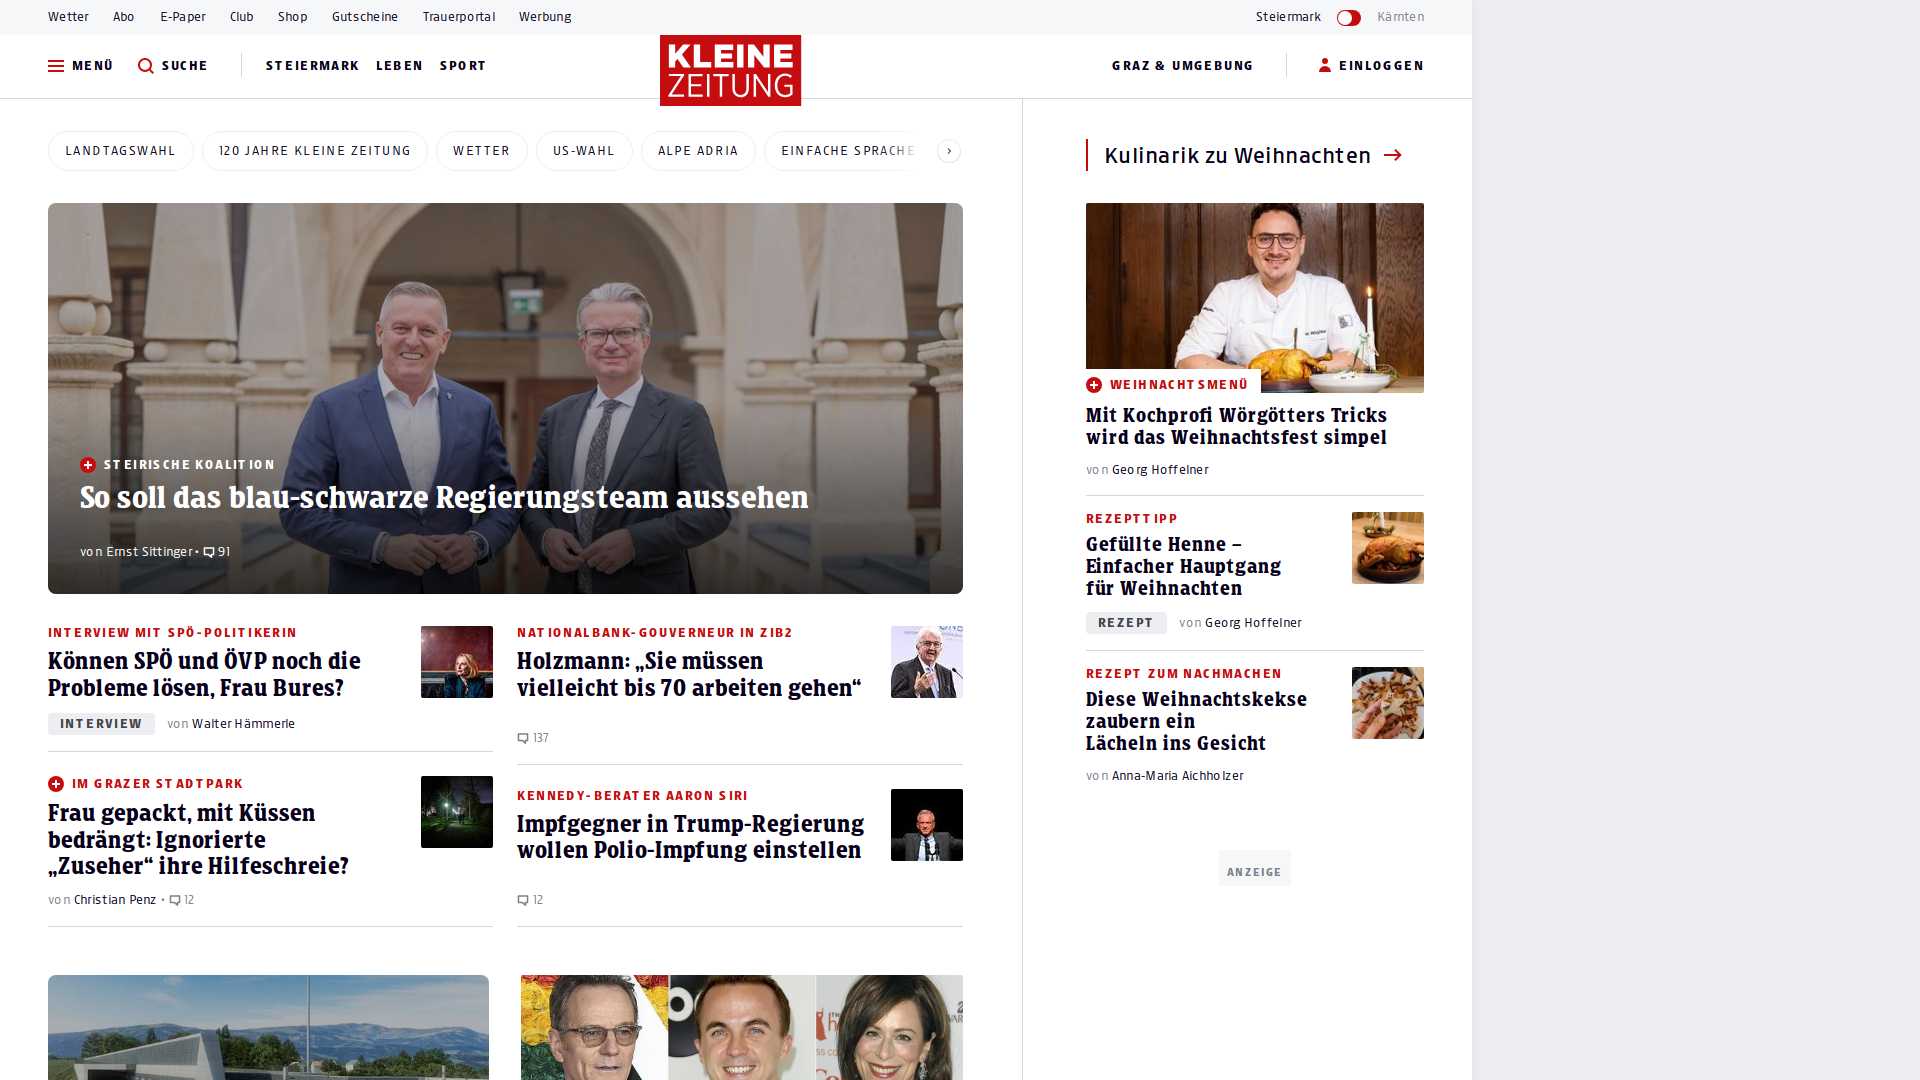 Wetter Abo E-Paper Club Shop Gutscheine Trauerportal Werbung Steiermark Kärnten
MENÜ SUCHE STEIERMARK LEBEN SPORT KLEINE ZEITUNG GRAZ & UMGEBUNG EINLOGGEN
LANDTAGSWAHL 120 JAHRE KLEINE ZEITUNG WETTER US-WAHL ALPE ADRIA EINFACHE SPRACHE
STEIRISCHE KOALITION
So soll das blau-schwarze Regierungsteam aussehen
von Ernst Sittinger • 91
INTERVIEW MIT SPÖ-POLITIKERIN
Können SPÖ und ÖVP noch die
Probleme lösen, Frau Bures?
INTERVIEW von Walter Hämmerle
IM GRAZER STADTPARK
Frau gepackt, mit Küssen
bedrängt: Ignorierte
„Zuseher“ ihre Hilfeschreie?
von Christian Penz • 12
NATIONALBANK-GOUVERNEUR IN ZIB2
Holzmann: „Sie müssen
vielleicht bis 70 arbeiten gehen“
137
KENNEDY-BERATER AARON SIRI
Impfgegner in Trump-Regierung
wollen Polio-Impfung einstellen
12
Kulinarik zu Weihnachten
WEIHNACHTSMENÜ
Mit Kochprofi Wörgötters Tricks
wird das Weihnachtsfest simpel
von Georg Hoffelner
REZEPTTIPP
Gefüllte Henne –
Einfacher Hauptgang
für Weihnachten
REZEPT von Georg Hoffelner
REZEPT ZUM NACHMACHEN
Diese Weihnachtskekse
zaubern ein
Lächeln ins Gesicht
von Anna-Maria Aichholzer
ANZEIGE